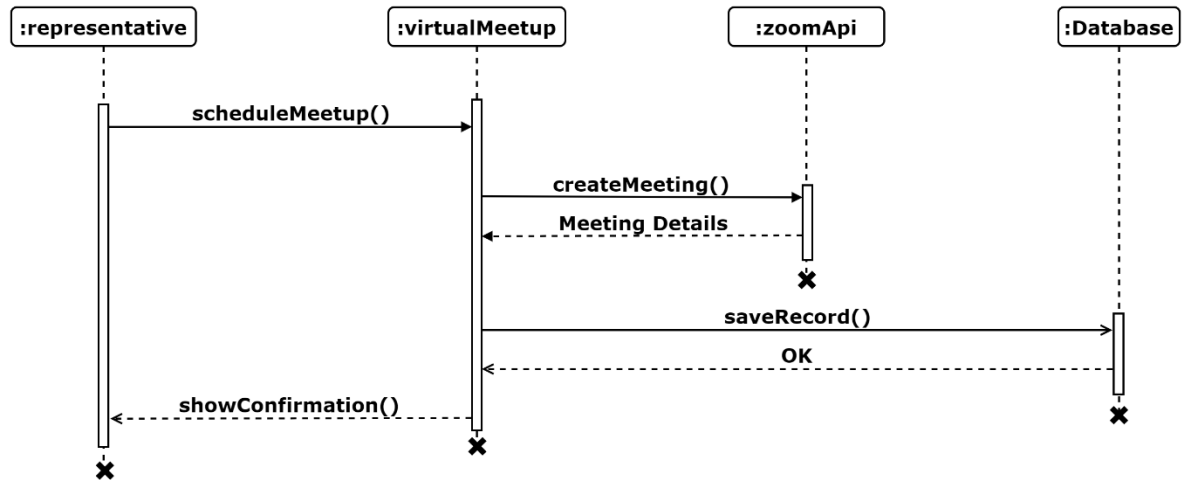 :representative
:virtualMeetup
:zoomApi
:Database
scheduleMeetup()
createMeeting()
Meeting Details
saveRecord()
OK
showConfirmation()